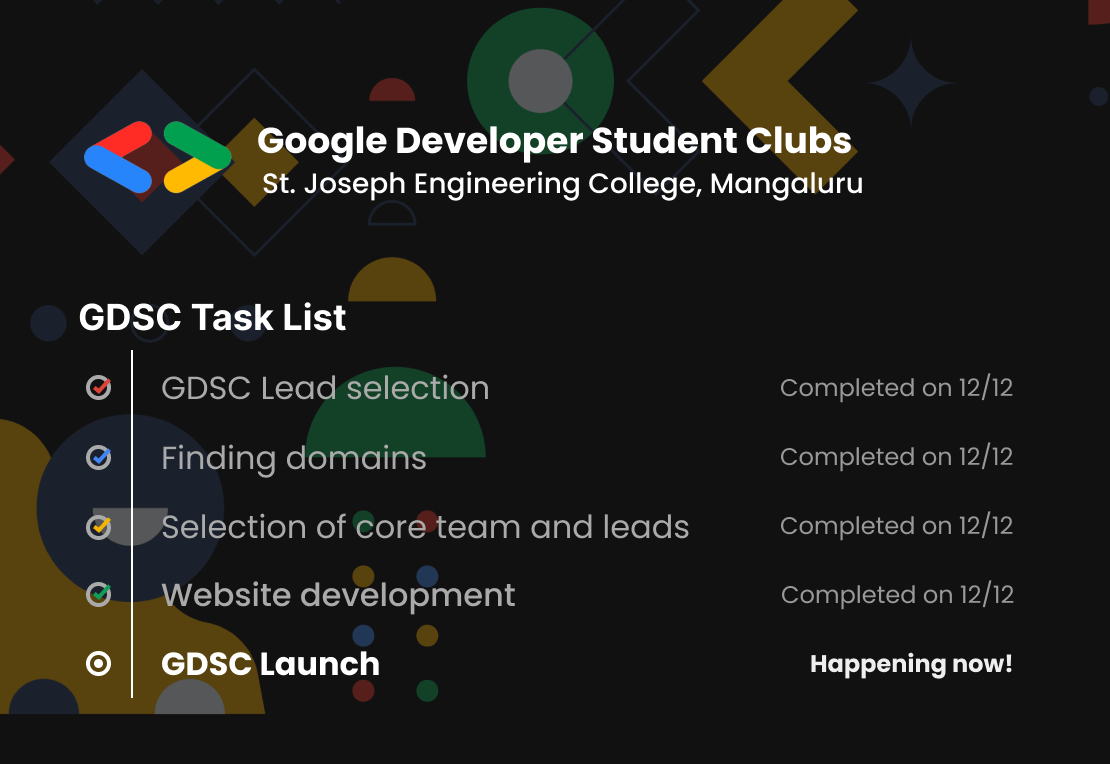 Google Developer Student Clubs
St. Joseph Engineering College, Mangaluru
GDSC Task List
GDSC Lead selection Completed on 12/12
Finding domains Completed on 12/12
Selection of core team and leads Completed on 12/12
Website development Completed on 12/12
GDSC Launch Happening now!